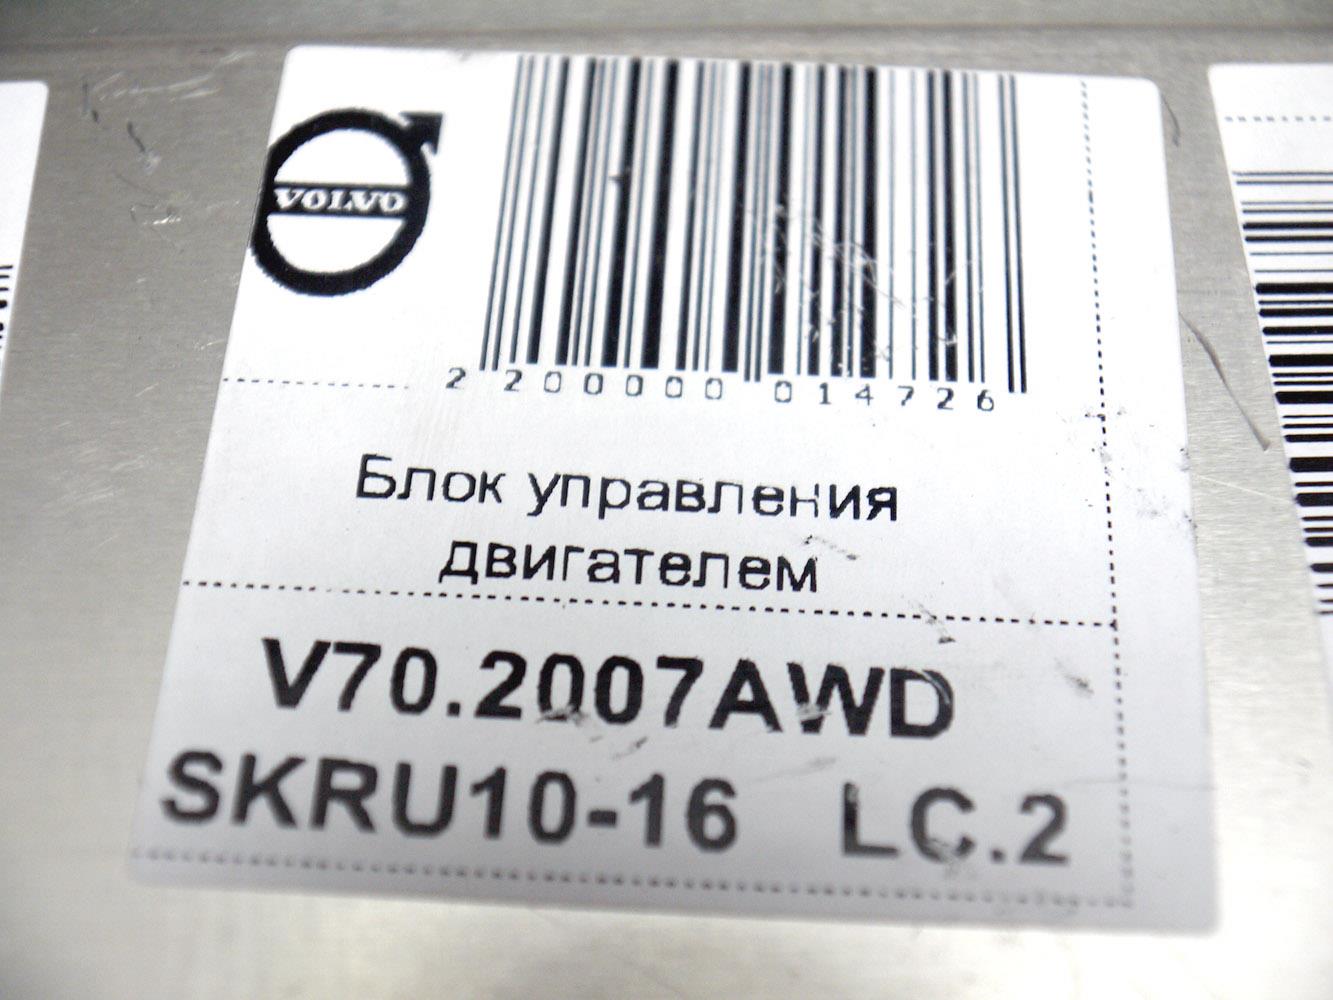 VOLVO
2 200000 014726
Блок управления
двигателем
V70.2007AWD
SKRU10-16 LC.2